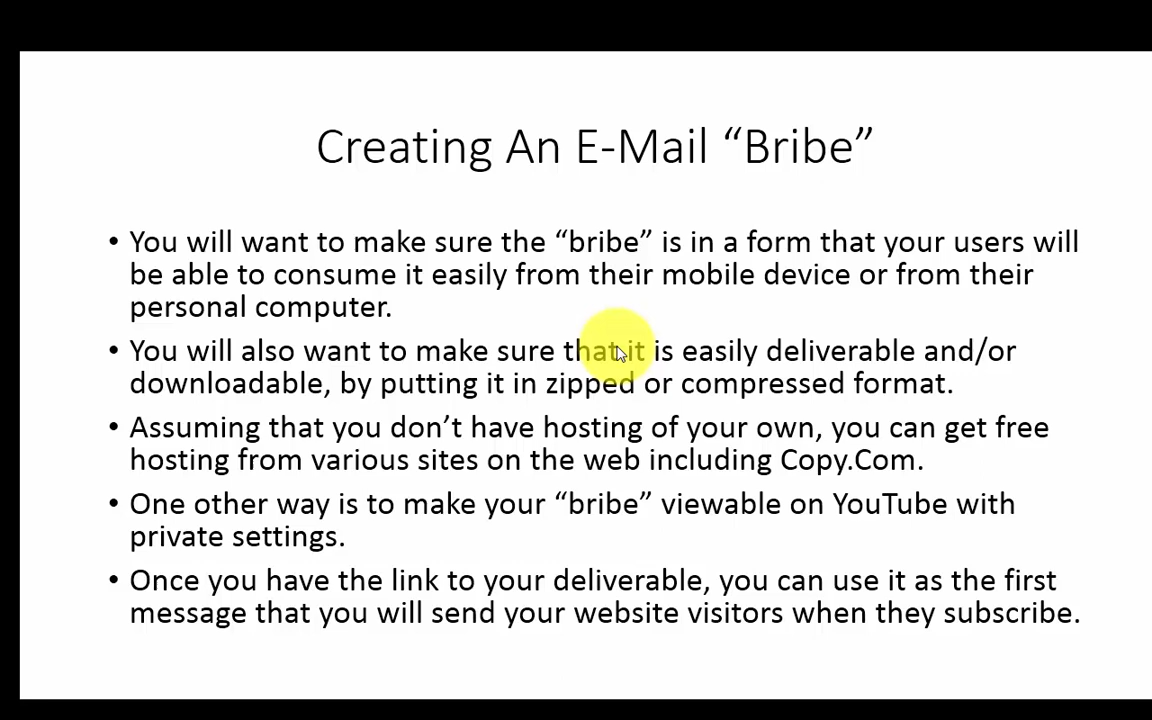 Creating An E-Mail “Bribe”
• You will want to make sure the “bribe” is in a form that your users will
be able to consume it easily from their mobile device or from their
personal computer.
• You will also want to make sure that it is easily deliverable and/or
downloadable, by putting it in zipped or compressed format.
• Assuming that you don’t have hosting of your own, you can get free
hosting from various sites on the web including Copy.Com.
• One other way is to make your “bribe” viewable on YouTube with
private settings.
• Once you have the link to your deliverable, you can use it as the first
message that you will send your website visitors when they subscribe.